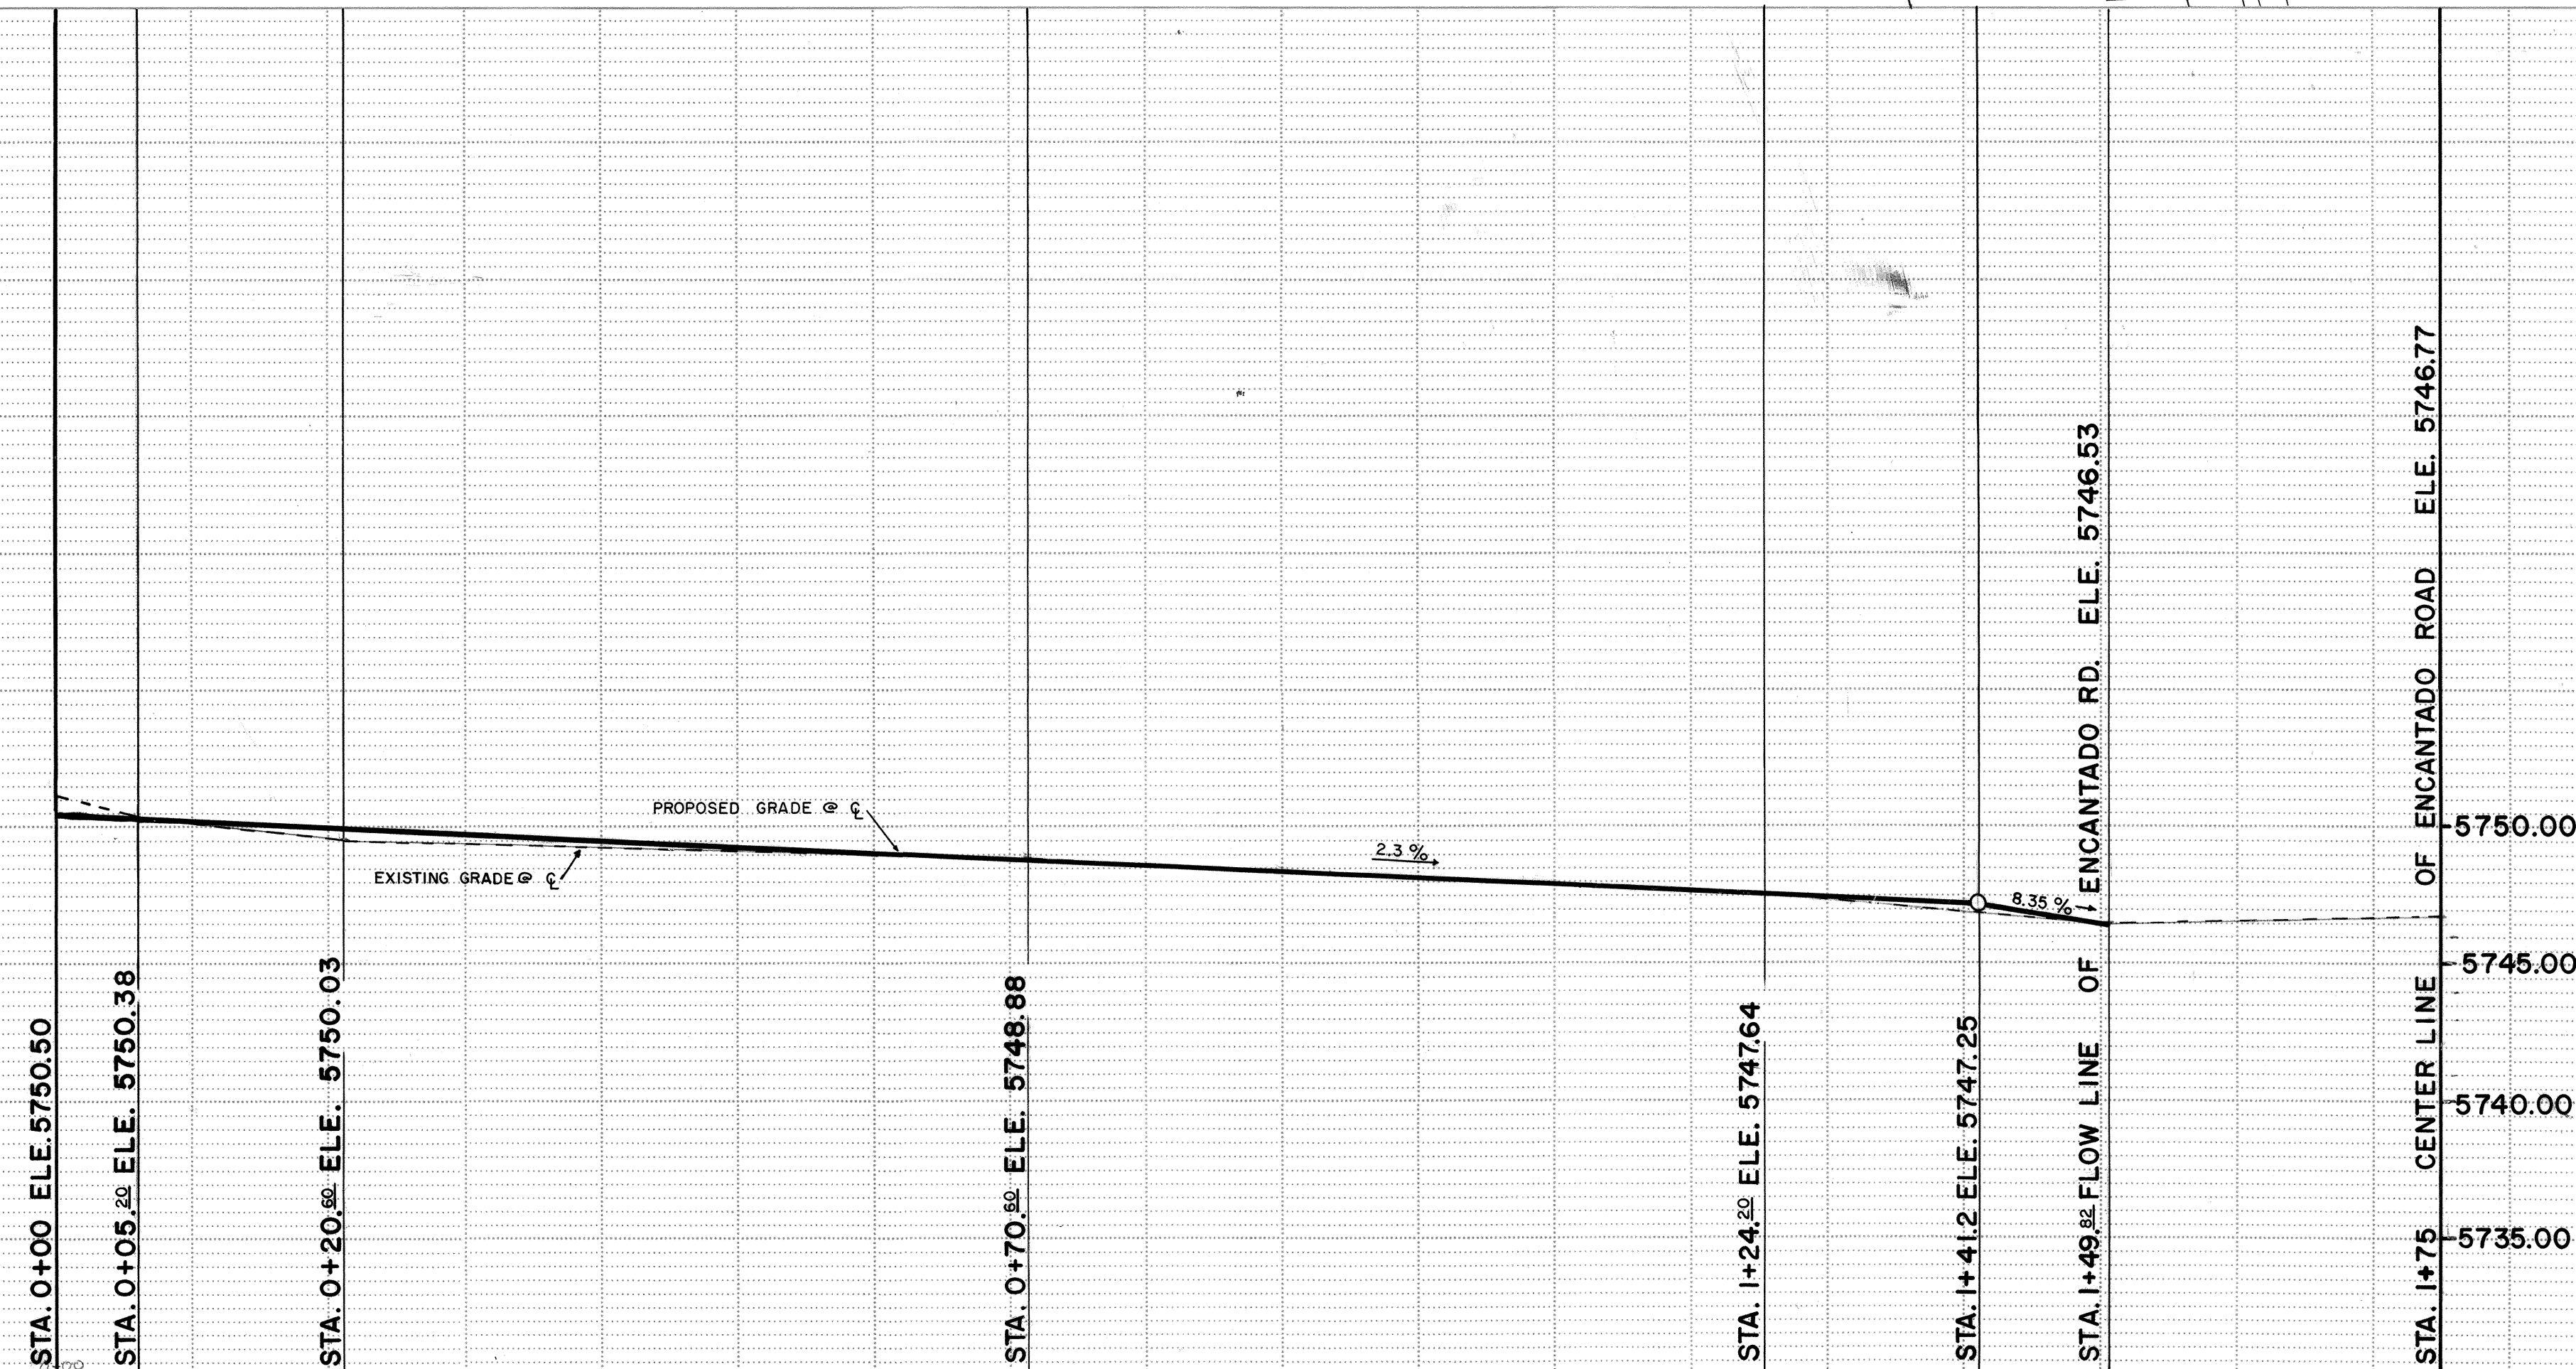 STA. 0+00 ELE. 5750.50
STA. 0+05.20 ELE. 5750.38
STA. 0+20.60 ELE. 5750.03
EXISTING GRADE @ ℄
PROPOSED GRADE @ ℄
STA. 0+70.60 ELE. 5748.88
2.3 %
STA. 1+24.20 ELE. 5747.64
STA. 1+41.2 ELE. 5747.25
8.35 %
STA. 1+49.82 FLOW LINE OF ENCANTADO RD. ELE. 5746.53
STA. 1+75 CENTER LINE OF ENCANTADO ROAD ELE. 5746.77
5750.00
5745.00
5740.00
5735.00